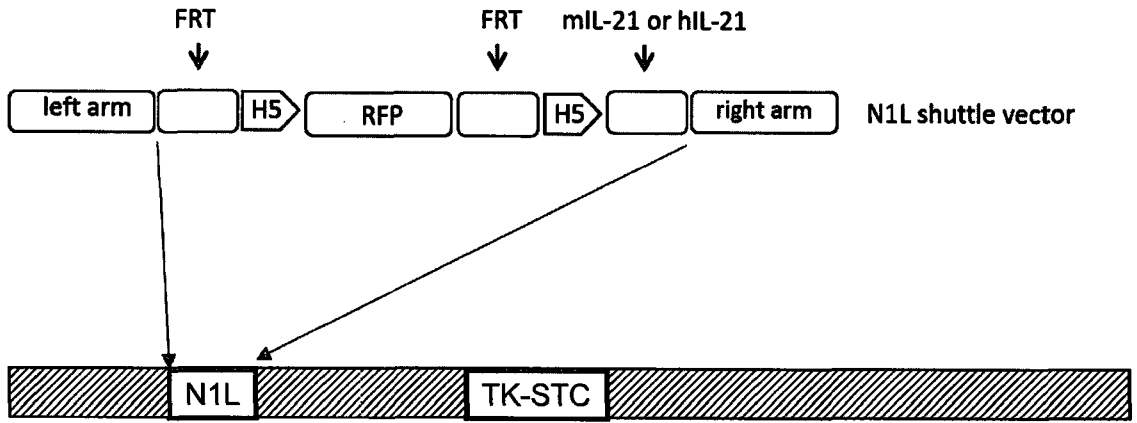 FRT FRT mIL-21 or hIL-21
left arm H5 RFP H5 right arm N1L shuttle vector
N1L TK-STC